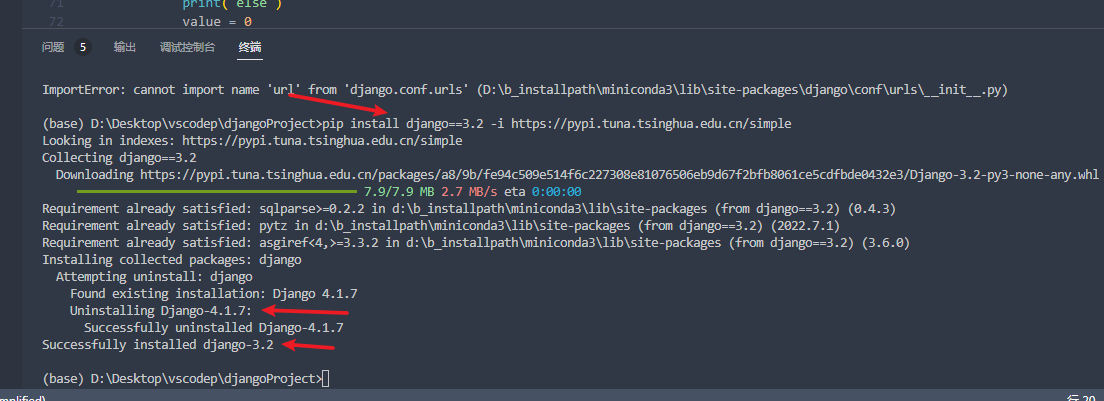 71 print('else')
72 value = 0
问题 5 输出 调试控制台 终端
ImportError: cannot import name 'url' from 'django.conf.urls' (D:\b_installpath\miniconda3\lib\site-packages\django\conf\urls\__init__.py)
(base) D:\Desktop\vscodep\djangoProject>pip install django==3.2 -i https://pypi.tuna.tsinghua.edu.cn/simple
Looking in indexes: https://pypi.tuna.tsinghua.edu.cn/simple
Collecting django==3.2
Downloading https://pypi.tuna.tsinghua.edu.cn/packages/a8/9b/fe94c509e514f6c227308e81076506eb9d67f2bfb8061ce5cdfbde0432e3/Django-3.2-py3-none-any.whl
7.9/7.9 MB 2.7 MB/s eta 0:00:00
Requirement already satisfied: sqlparse>=0.2.2 in d:\b_installpath\miniconda3\lib\site-packages (from django==3.2) (0.4.3)
Requirement already satisfied: pytz in d:\b_installpath\miniconda3\lib\site-packages (from django==3.2) (2022.7.1)
Requirement already satisfied: asgiref<4,>=3.3.2 in d:\b_installpath\miniconda3\lib\site-packages (from django==3.2) (3.6.0)
Installing collected packages: django
Attempting uninstall: django
Found existing installation: Django 4.1.7
Uninstalling Django-4.1.7:
Successfully uninstalled Django-4.1.7
Successfully installed django-3.2
(base) D:\Desktop\vscodep\djangoProject>
mplified) 行 20